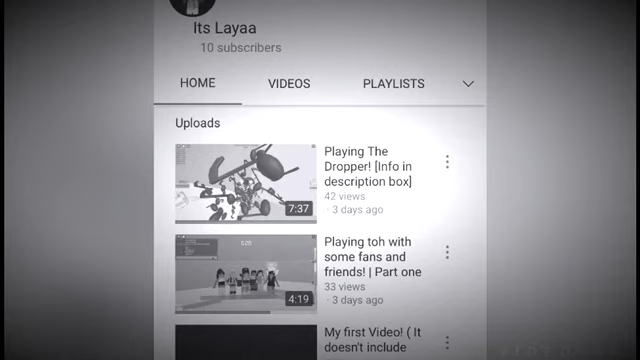 Its Layaa
10 subscribers
HOME
VIDEOS
PLAYLISTS
Uploads
7:37
Playing The
Dropper! [Info in
description box]
42 views
· 3 days ago
4:19
Playing toh with
some fans and
friends! | Part one
33 views
· 3 days ago
My first Video! ( It
doesn't include